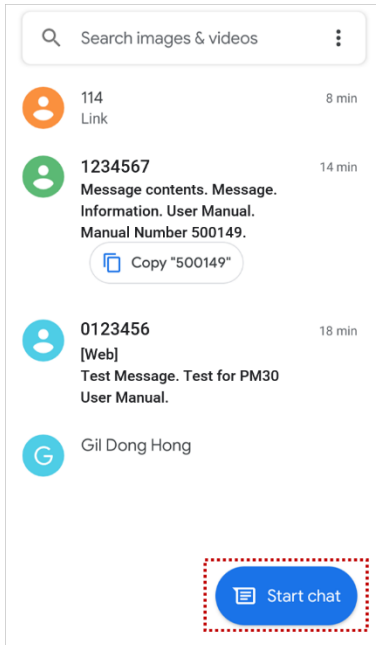 Search images & videos
114
8 min
Link
1234567
14 min
Message contents. Message.
Information. User Manual.
Manual Number 500149.
Copy "500149"
0123456
18 min
[Web]
Test Message. Test for PM30
User Manual.
G
Gil Dong Hong
Start chat